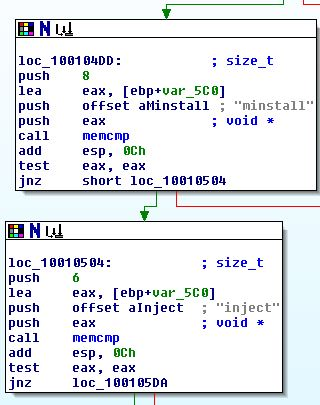 loc_100104DD: ; size_t
push 8
lea eax, [ebp+var_5C0]
push offset aMinstall ; "minstall"
push eax ; void *
call memcmp
add esp, 0Ch
test eax, eax
jnz short loc_10010504
loc_10010504: ; size_t
push 6
lea eax, [ebp+var_5C0]
push offset aInject ; "inject"
push eax ; void *
call memcmp
add esp, 0Ch
test eax, eax
jnz loc_100105DA